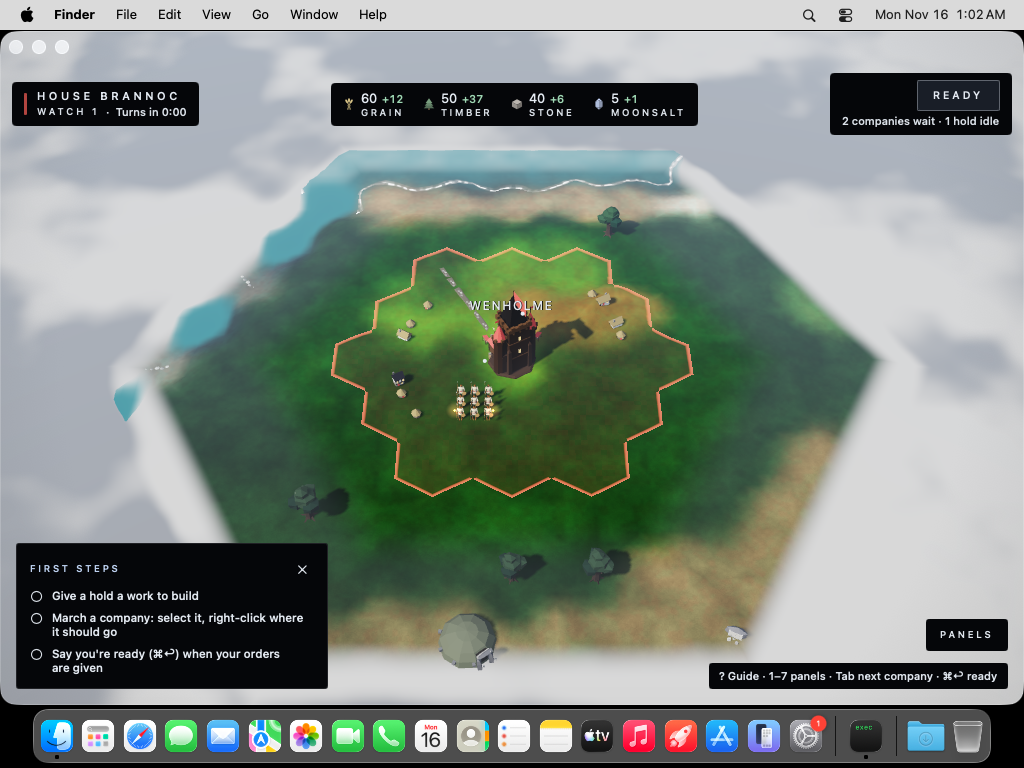 Finder File Edit View Go Window Help Mon Nov 16 1:02 AM
HOUSE BRANNOC
WATCH 1 · Turns in 0:00
60 +12 GRAIN
50 +37 TIMBER
40 +6 STONE
5 +1 MOONSALT
READY
2 companies wait · 1 hold idle
WENHOLME
FIRST STEPS
Give a hold a work to build
March a company: select it, right-click where
it should go
Say you're ready (⌘↩) when your orders
are given
PANELS
? Guide · 1–7 panels · Tab next company · ⌘↩ ready
Mon
16
tv
1
exec